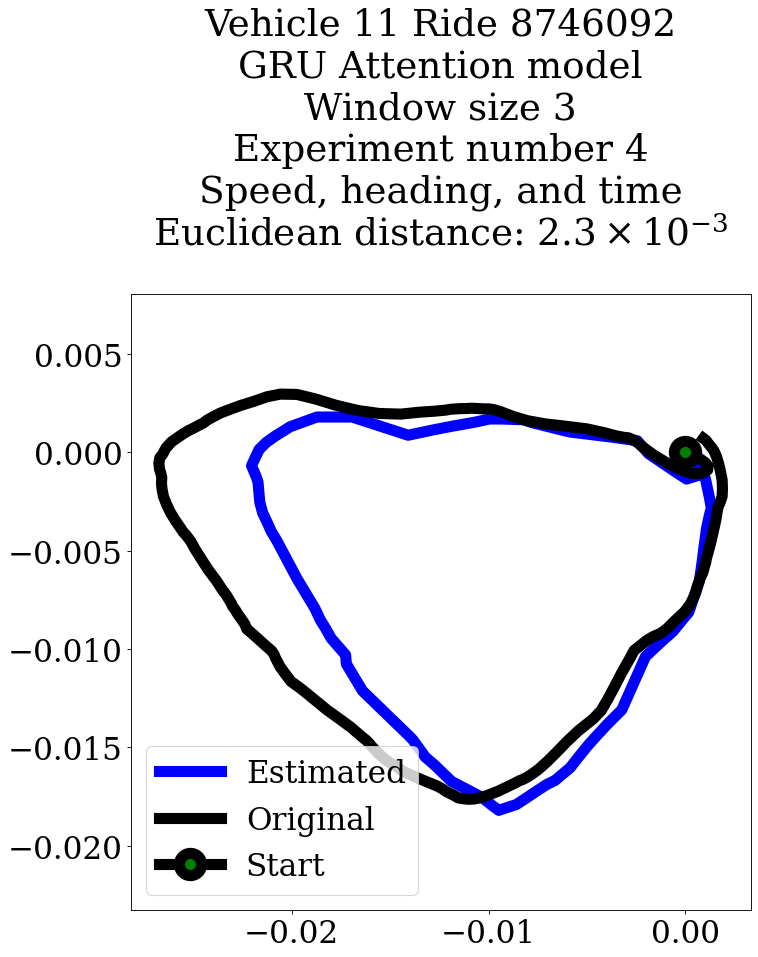 Vehicle 11 Ride 8746092
GRU Attention model
Window size 3
Experiment number 4
Speed, heading, and time
Euclidean distance: 2.3 × 10⁻³
0.005
0.000
−0.005
−0.010
−0.015
−0.020
Estimated
Original
Start
−0.02 −0.01 0.00